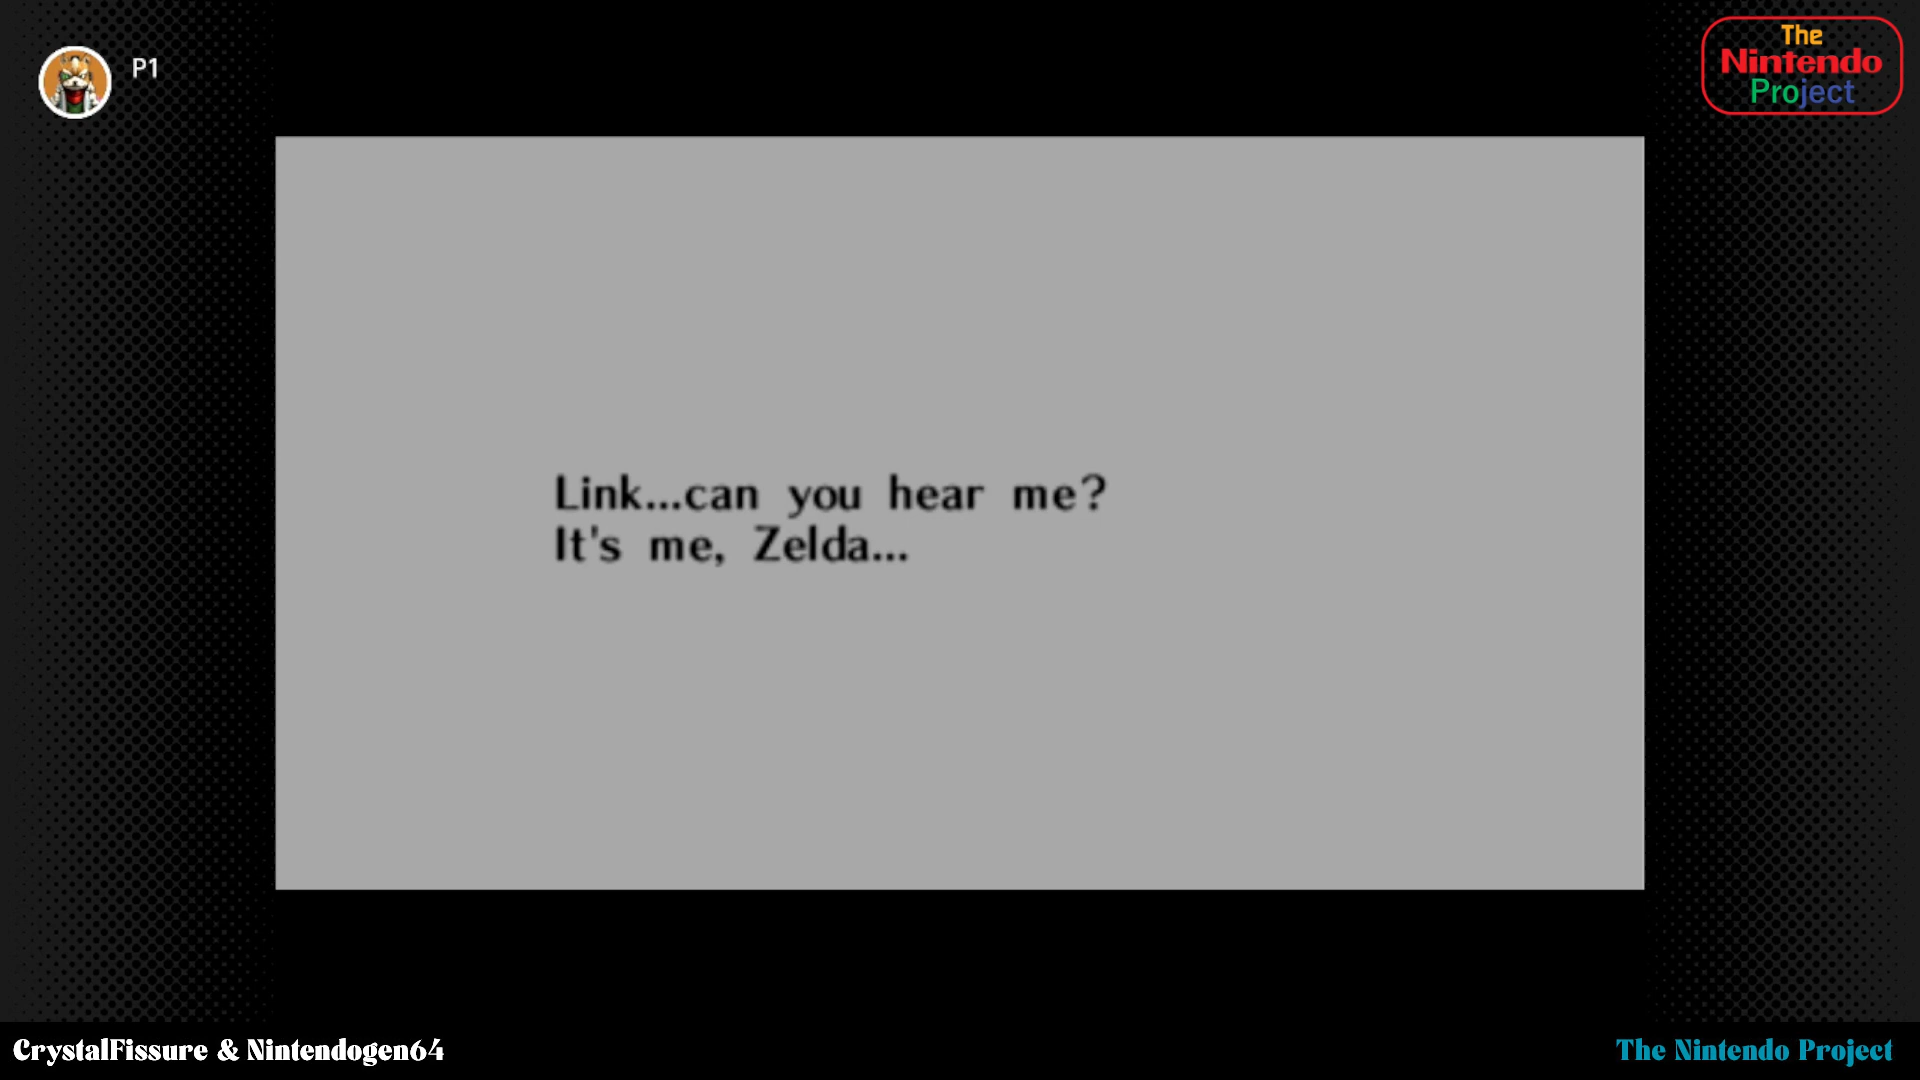 P1
The
Nintendo
Project
Link...can you hear me?
It's me, Zelda...
CrystalFissure & Nintendogen64
The Nintendo Project